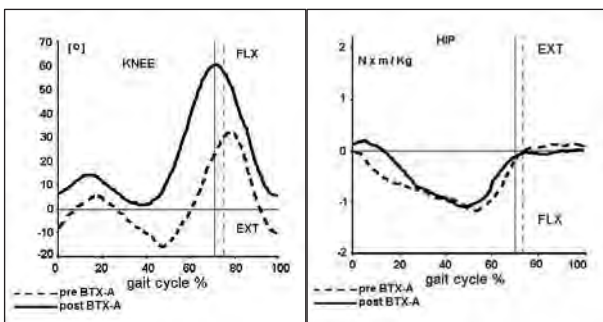 70
60
50
40
30
20
10
0
-10
-20
[º]
KNEE
FLX
EXT
0 20 40 60 80 100
gait cycle %
pre BTX-A
post BTX-A
2
1
0
-1
-2
HIP
N x m / Kg
EXT
FLX
0 20 40 60 80 100
gait cycle %
pre BTX-A
post BTX-A